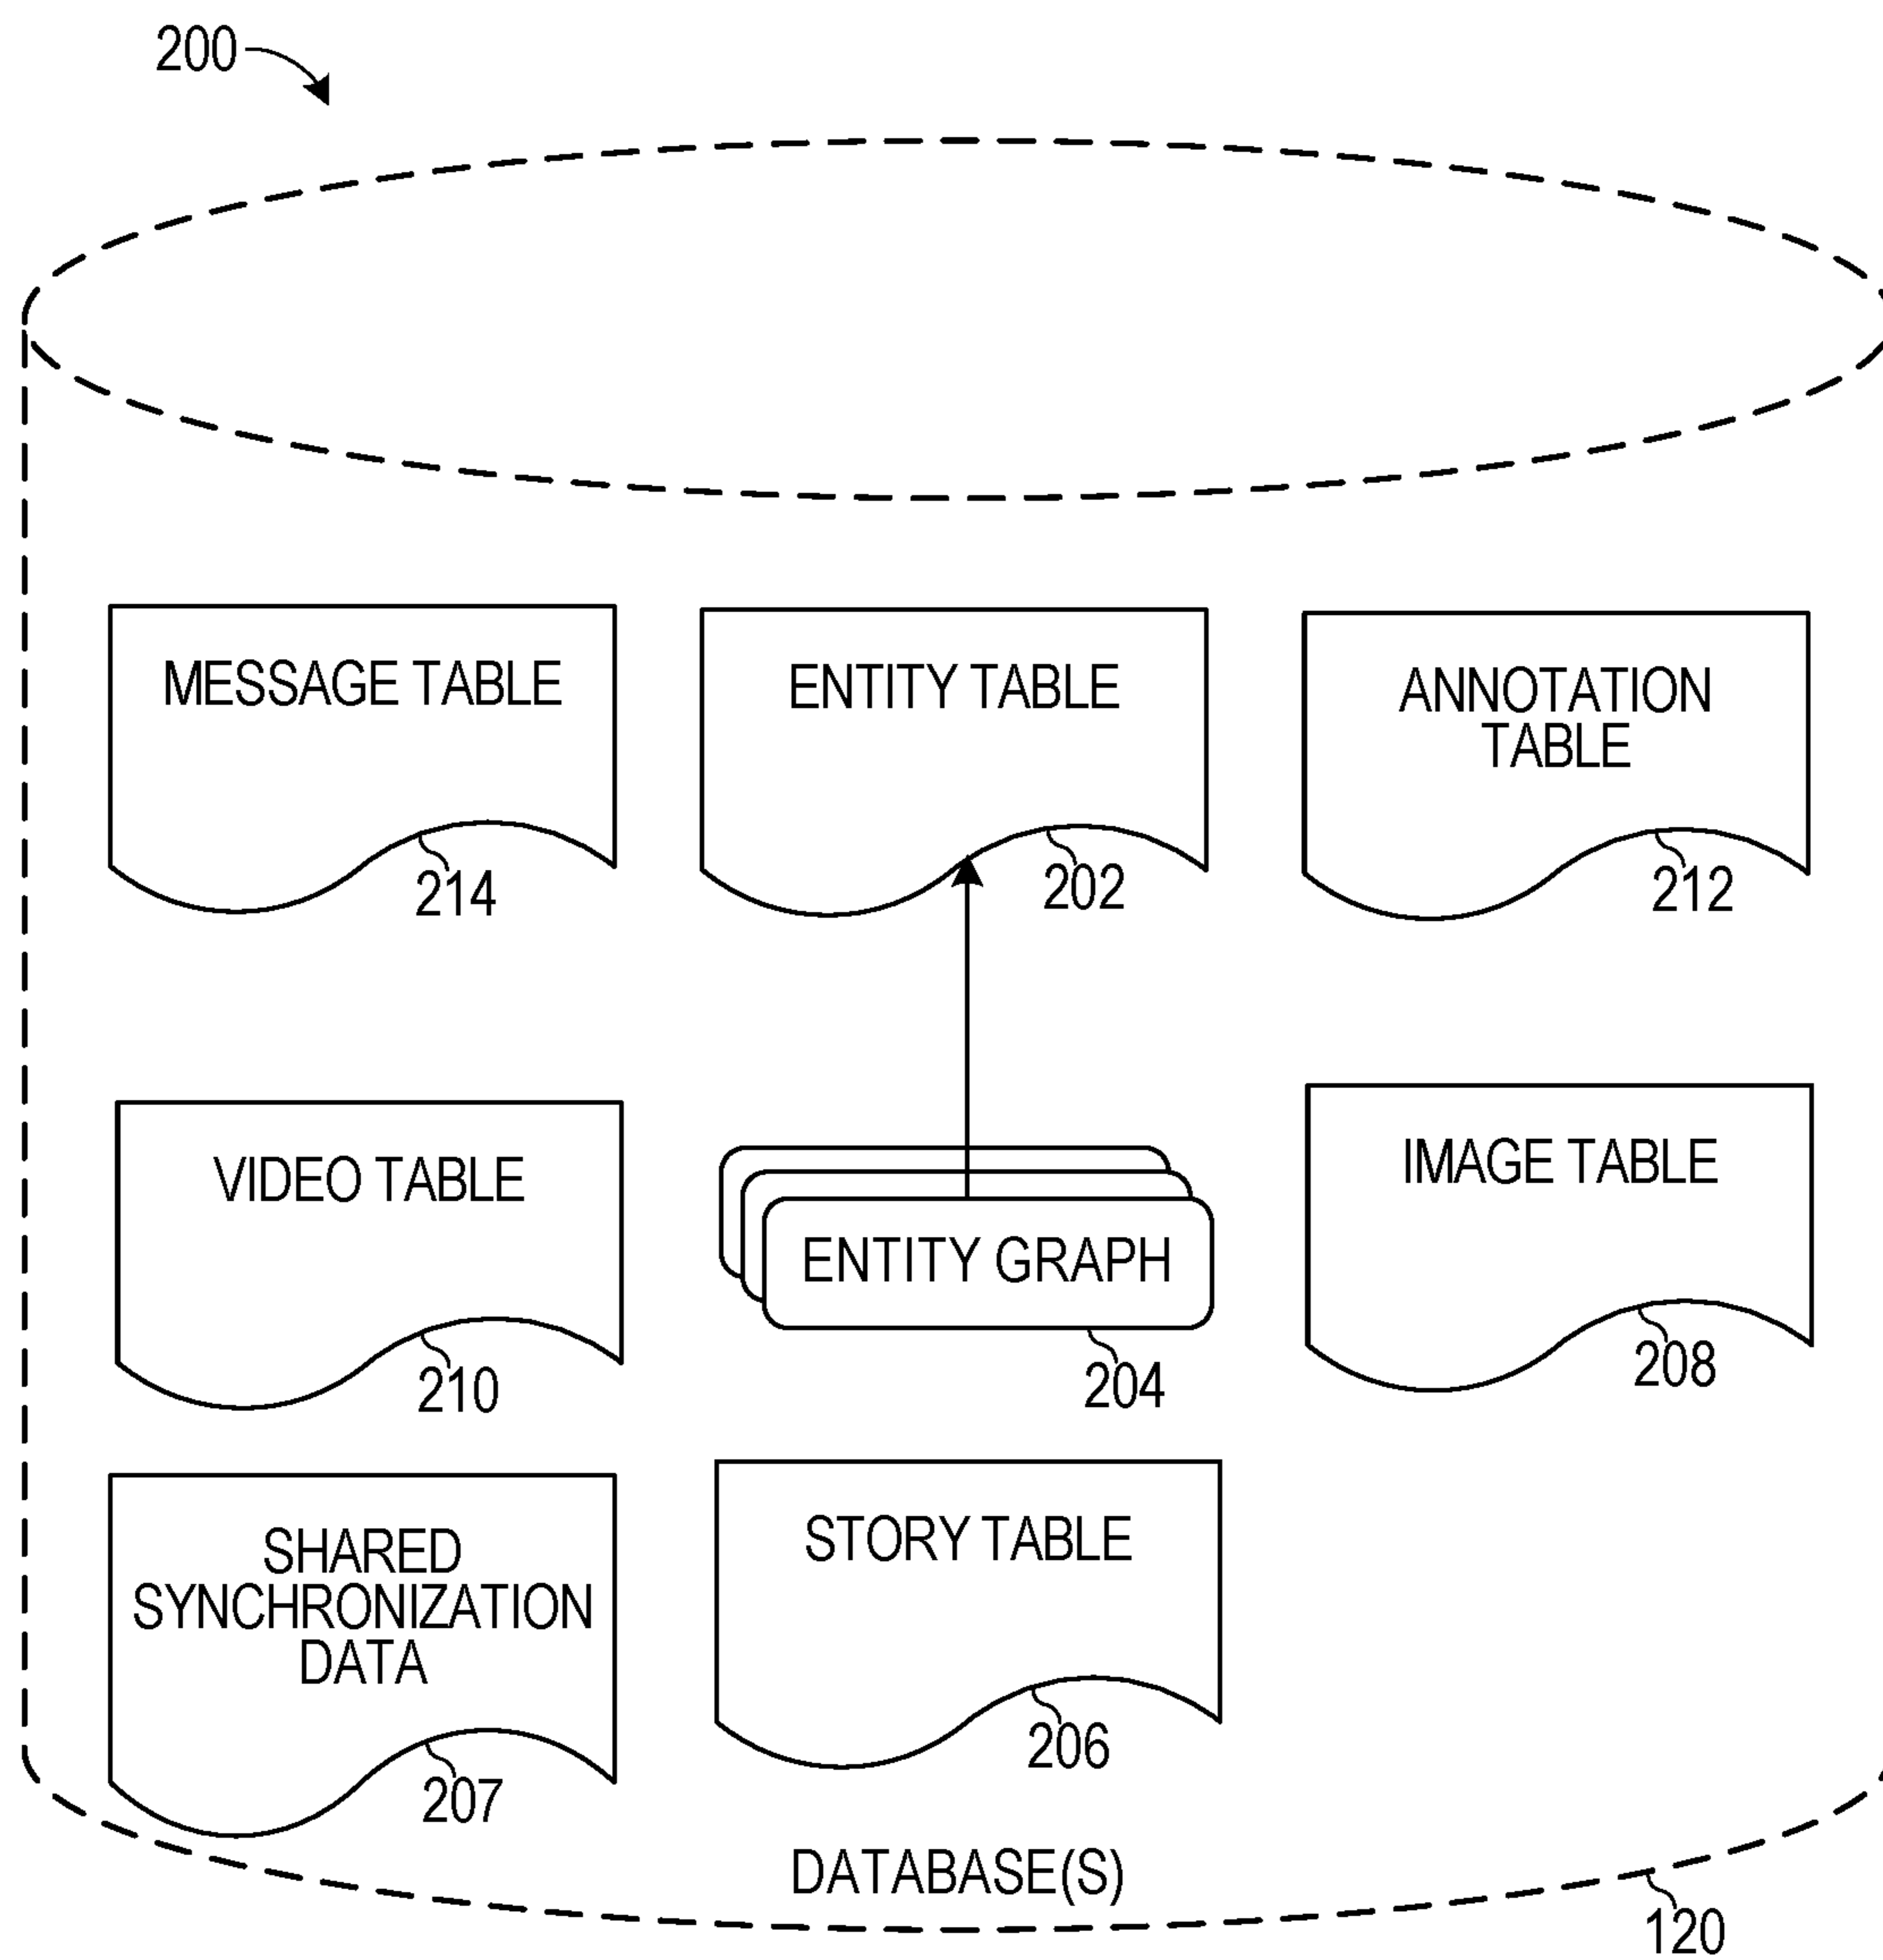 200
MESSAGE TABLE
214
ENTITY TABLE
202
ANNOTATION
TABLE
212
VIDEO TABLE
210
ENTITY GRAPH
204
IMAGE TABLE
208
SHARED
SYNCHRONIZATION
DATA
207
STORY TABLE
206
DATABASE(S)
120